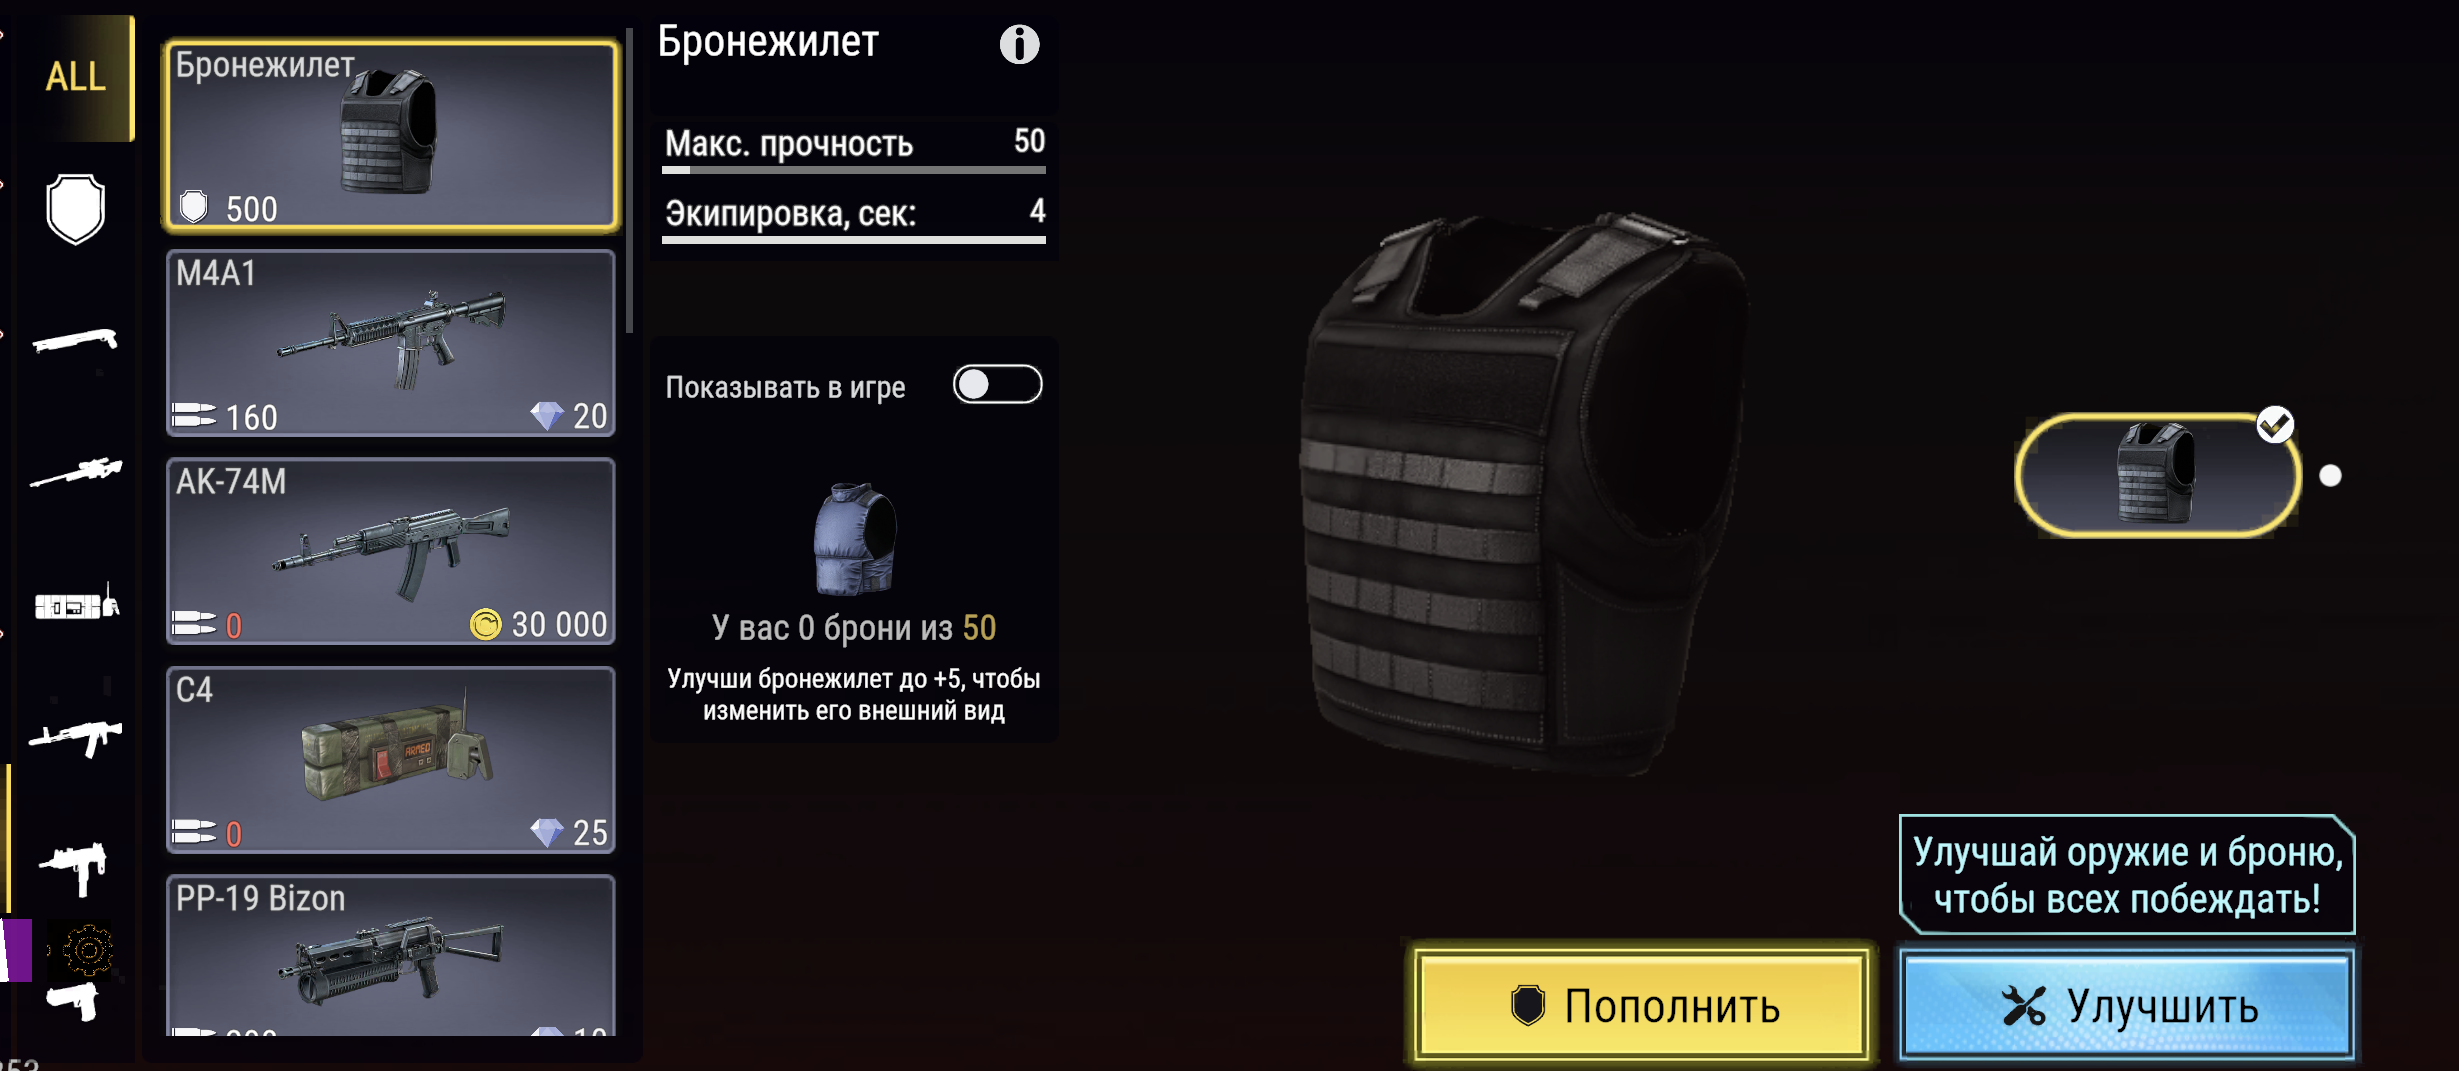 ALL
Бронежилет
500
M4A1
160
20
AK-74M
0
30 000
C4
ARMED
0
25
PP-19 Bizon
10
Бронежилет
Макс. прочность 50
Экипировка, сек: 4
Показывать в игре
У вас 0 брони из 50
Улучши бронежилет до +5, чтобы
изменить его внешний вид
Улучшай оружие и броню,
чтобы всех побеждать!
Пополнить
Улучшить